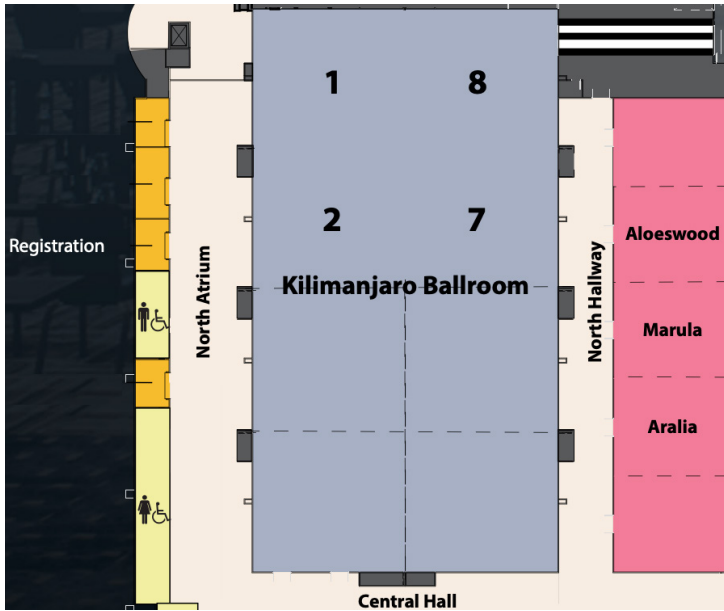 1
8
2
7
Registration
North Atrium
Kilimanjaro Ballroom
North Hallway
Aloeswood
Marula
Aralia
Central Hall